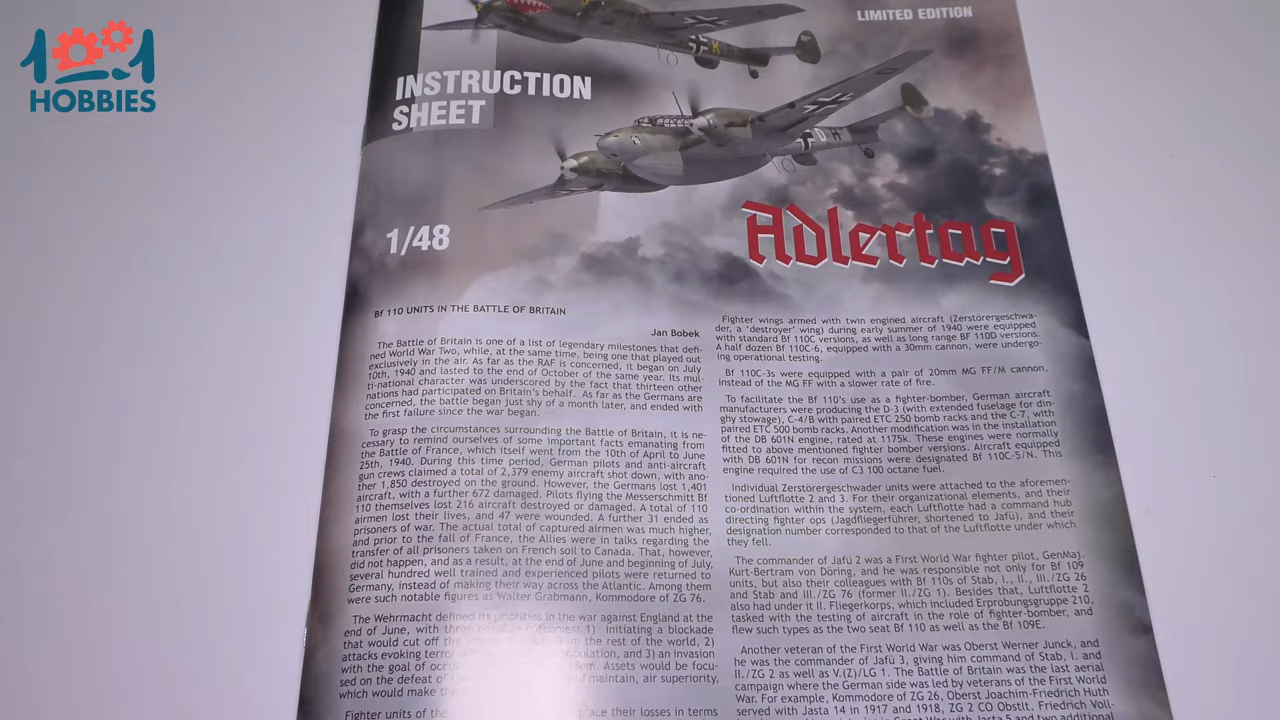 1001
HOBBIES
LIMITED EDITION
INSTRUCTION
SHEET
1/48
Adlertag
Bf 110 UNITS IN THE BATTLE OF BRITAIN
Jan Bobek
The Battle of Britain is one of a list of legendary milestones that defi-
ned World War Two, while, at the same time, being one that played out
exclusively in the air. As far as the RAF is concerned, it began on July
10th, 1940 and lasted to the end of October of the same year. Its mul-
ti-national character was underscored by the fact that thirteen other
nations had participated on Britain's behalf. As far as the Germans are
concerned, the battle began just shy of a month later, and ended with
the first failure since the war began.
To grasp the circumstances surrounding the Battle of Britain, it is ne-
cessary to remind ourselves of some important facts emanating from
the Battle of France, which itself went from the 10th of April to June
25th, 1940. During this time period, German pilots and anti-aircraft
gun crews claimed a total of 2,379 enemy aircraft shot down, with ano-
ther 1,850 destroyed on the ground. However, the Germans lost 1,401
aircraft, with a further 672 damaged. Pilots flying the Messerschmitt Bf
110 themselves lost 216 aircraft destroyed or damaged. A total of 110
airmen lost their lives, and 47 were wounded. A further 31 ended as
prisoners of war. The actual total of captured airmen was much higher,
and prior to the fall of France, the Allies were in talks regarding the
transfer of all prisoners taken on French soil to Canada. That, however,
did not happen, and as a result, at the end of June and beginning of July,
several hundred well trained and experienced pilots were returned to
Germany, instead of making their way across the Atlantic. Among them
were such notable figures as Walter Grabmann, Kommodore of ZG 76.
The Wehrmacht defined its priorities in the war against England at the
end of June, with three 1) initiating a blockade
that would cut off the from the rest of the world, 2)
attacks evoking terror and 3) an invasion
with the goal of Assets would be focu-
sed on the defeat of maintain, air superiority,
which would make
Fighter units of the their losses in terms
Fighter wings armed with twin engined aircraft (Zerstörergeschwa-
der, a 'destroyer' wing) during early summer of 1940 were equipped
with standard Bf 110C versions, as well as long range BF 110D versions.
A half dozen Bf 110C-6, equipped with a 30mm cannon, were undergo-
ing operational testing.
Bf 110C-3s were equipped with a pair of 20mm MG FF/M cannon,
instead of the MG FF with a slower rate of fire.
To facilitate the Bf 110's use as a fighter-bomber, German aircraft
manufacturers were producing the D-3 (with extended fuselage for din-
ghy stowage), C-4/B with paired ETC 250 bomb racks and the C-7, with
paired ETC 500 bomb racks. Another modification was in the installation
of the DB 601N engine, rated at 1175k. These engines were normally
fitted to above mentioned fighter bomber versions. Aircraft equipped
with DB 601N for recon missions were designated Bf 110C-5/N. This
engine required the use of C3 100 octane fuel.
Individual Zerstörergeschwader units were attached to the aforemen-
tioned Luftflotte 2 and 3. For their organizational elements, and their
co-ordination within the system, each Luftflotte had a command hub
directing fighter ops (Jagdfliegerführer, shortened to Jafü), and their
designation number corresponded to that of the Luftflotte under which
they fell.
The commander of Jafü 2 was a First World War fighter pilot, GenMaj.
Kurt-Bertram von Döring, and he was responsible not only for Bf 109
units, but also their colleagues with Bf 110s of Stab, I., II., III./ZG 26
and Stab and III./ZG 76 (former II./ZG 1). Besides that, Luftflotte 2
also had under it II. Fliegerkorps, which included Erprobungsgruppe 210,
tasked with the testing of aircraft in the role of fighter-bomber, and
flew such types as the two seat Bf 110 as well as the Bf 109E.
Another veteran of the First World War was Oberst Werner Junck, and
he was the commander of Jafü 3, giving him command of Stab, I. and
II./ZG 2 as well as V.(Z)/LG 1. The Battle of Britain was the last aerial
campaign where the German side was led by veterans of the First World
War. For example, Kommodore of ZG 26, Oberst Joachim-Friedrich Huth
served with Jasta 14 in 1917 and 1918, ZG 2 CO Obstlt. Friedrich Voll-